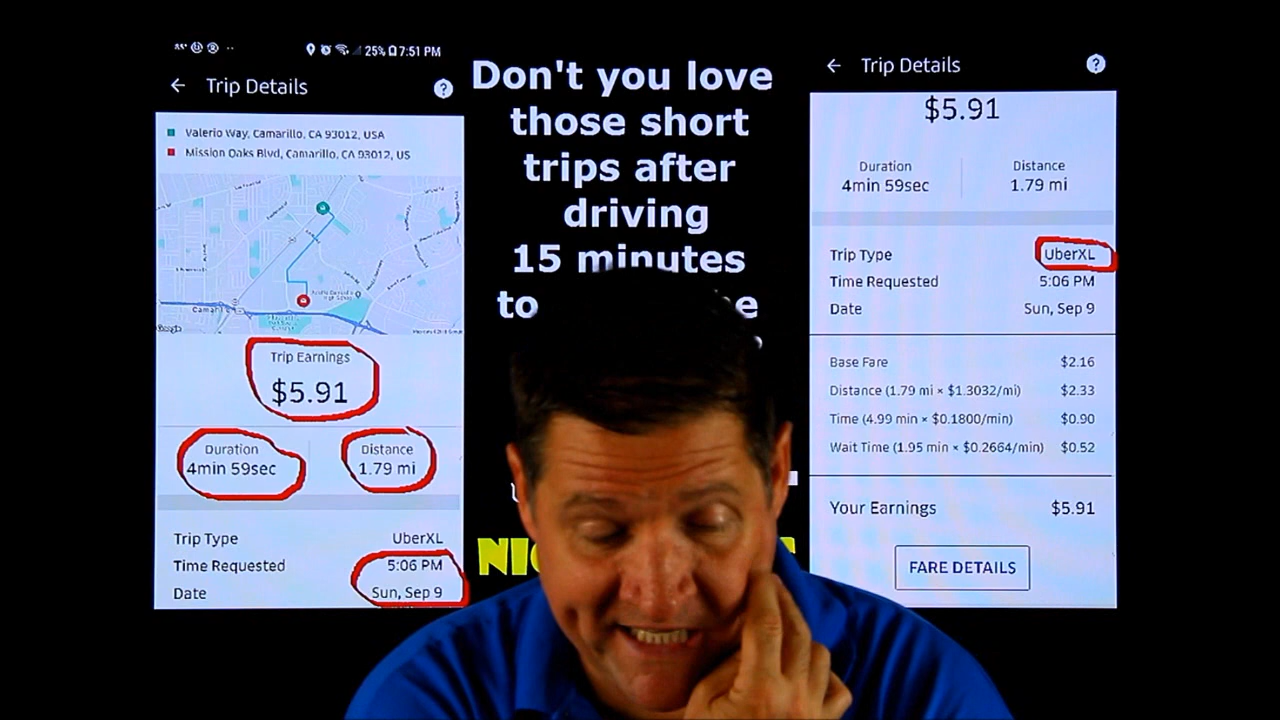 25% 7:51 PM
Trip Details
Valerio Way, Camarillo, CA 93012, USA
Mission Oaks Blvd, Camarillo, CA 93012, US
Google
Trip Earnings
$5.91
Duration
4min 59sec
Distance
1.79 mi
Trip Type
UberXL
Time Requested
5:06 PM
Date
Sun, Sep 9
Don't you love
those short
trips after
driving
15 minutes
to
Trip Details
$5.91
Duration
4min 59sec
Distance
1.79 mi
Trip Type
UberXL
Time Requested
5:06 PM
Date
Sun, Sep 9
Base Fare
$2.16
Distance (1.79 mi × $1.3032/mi)
$2.33
Time (4.99 min × $0.1800/min)
$0.90
Wait Time (1.95 min × $0.2664/min)
$0.52
Your Earnings
$5.91
FARE DETAILS